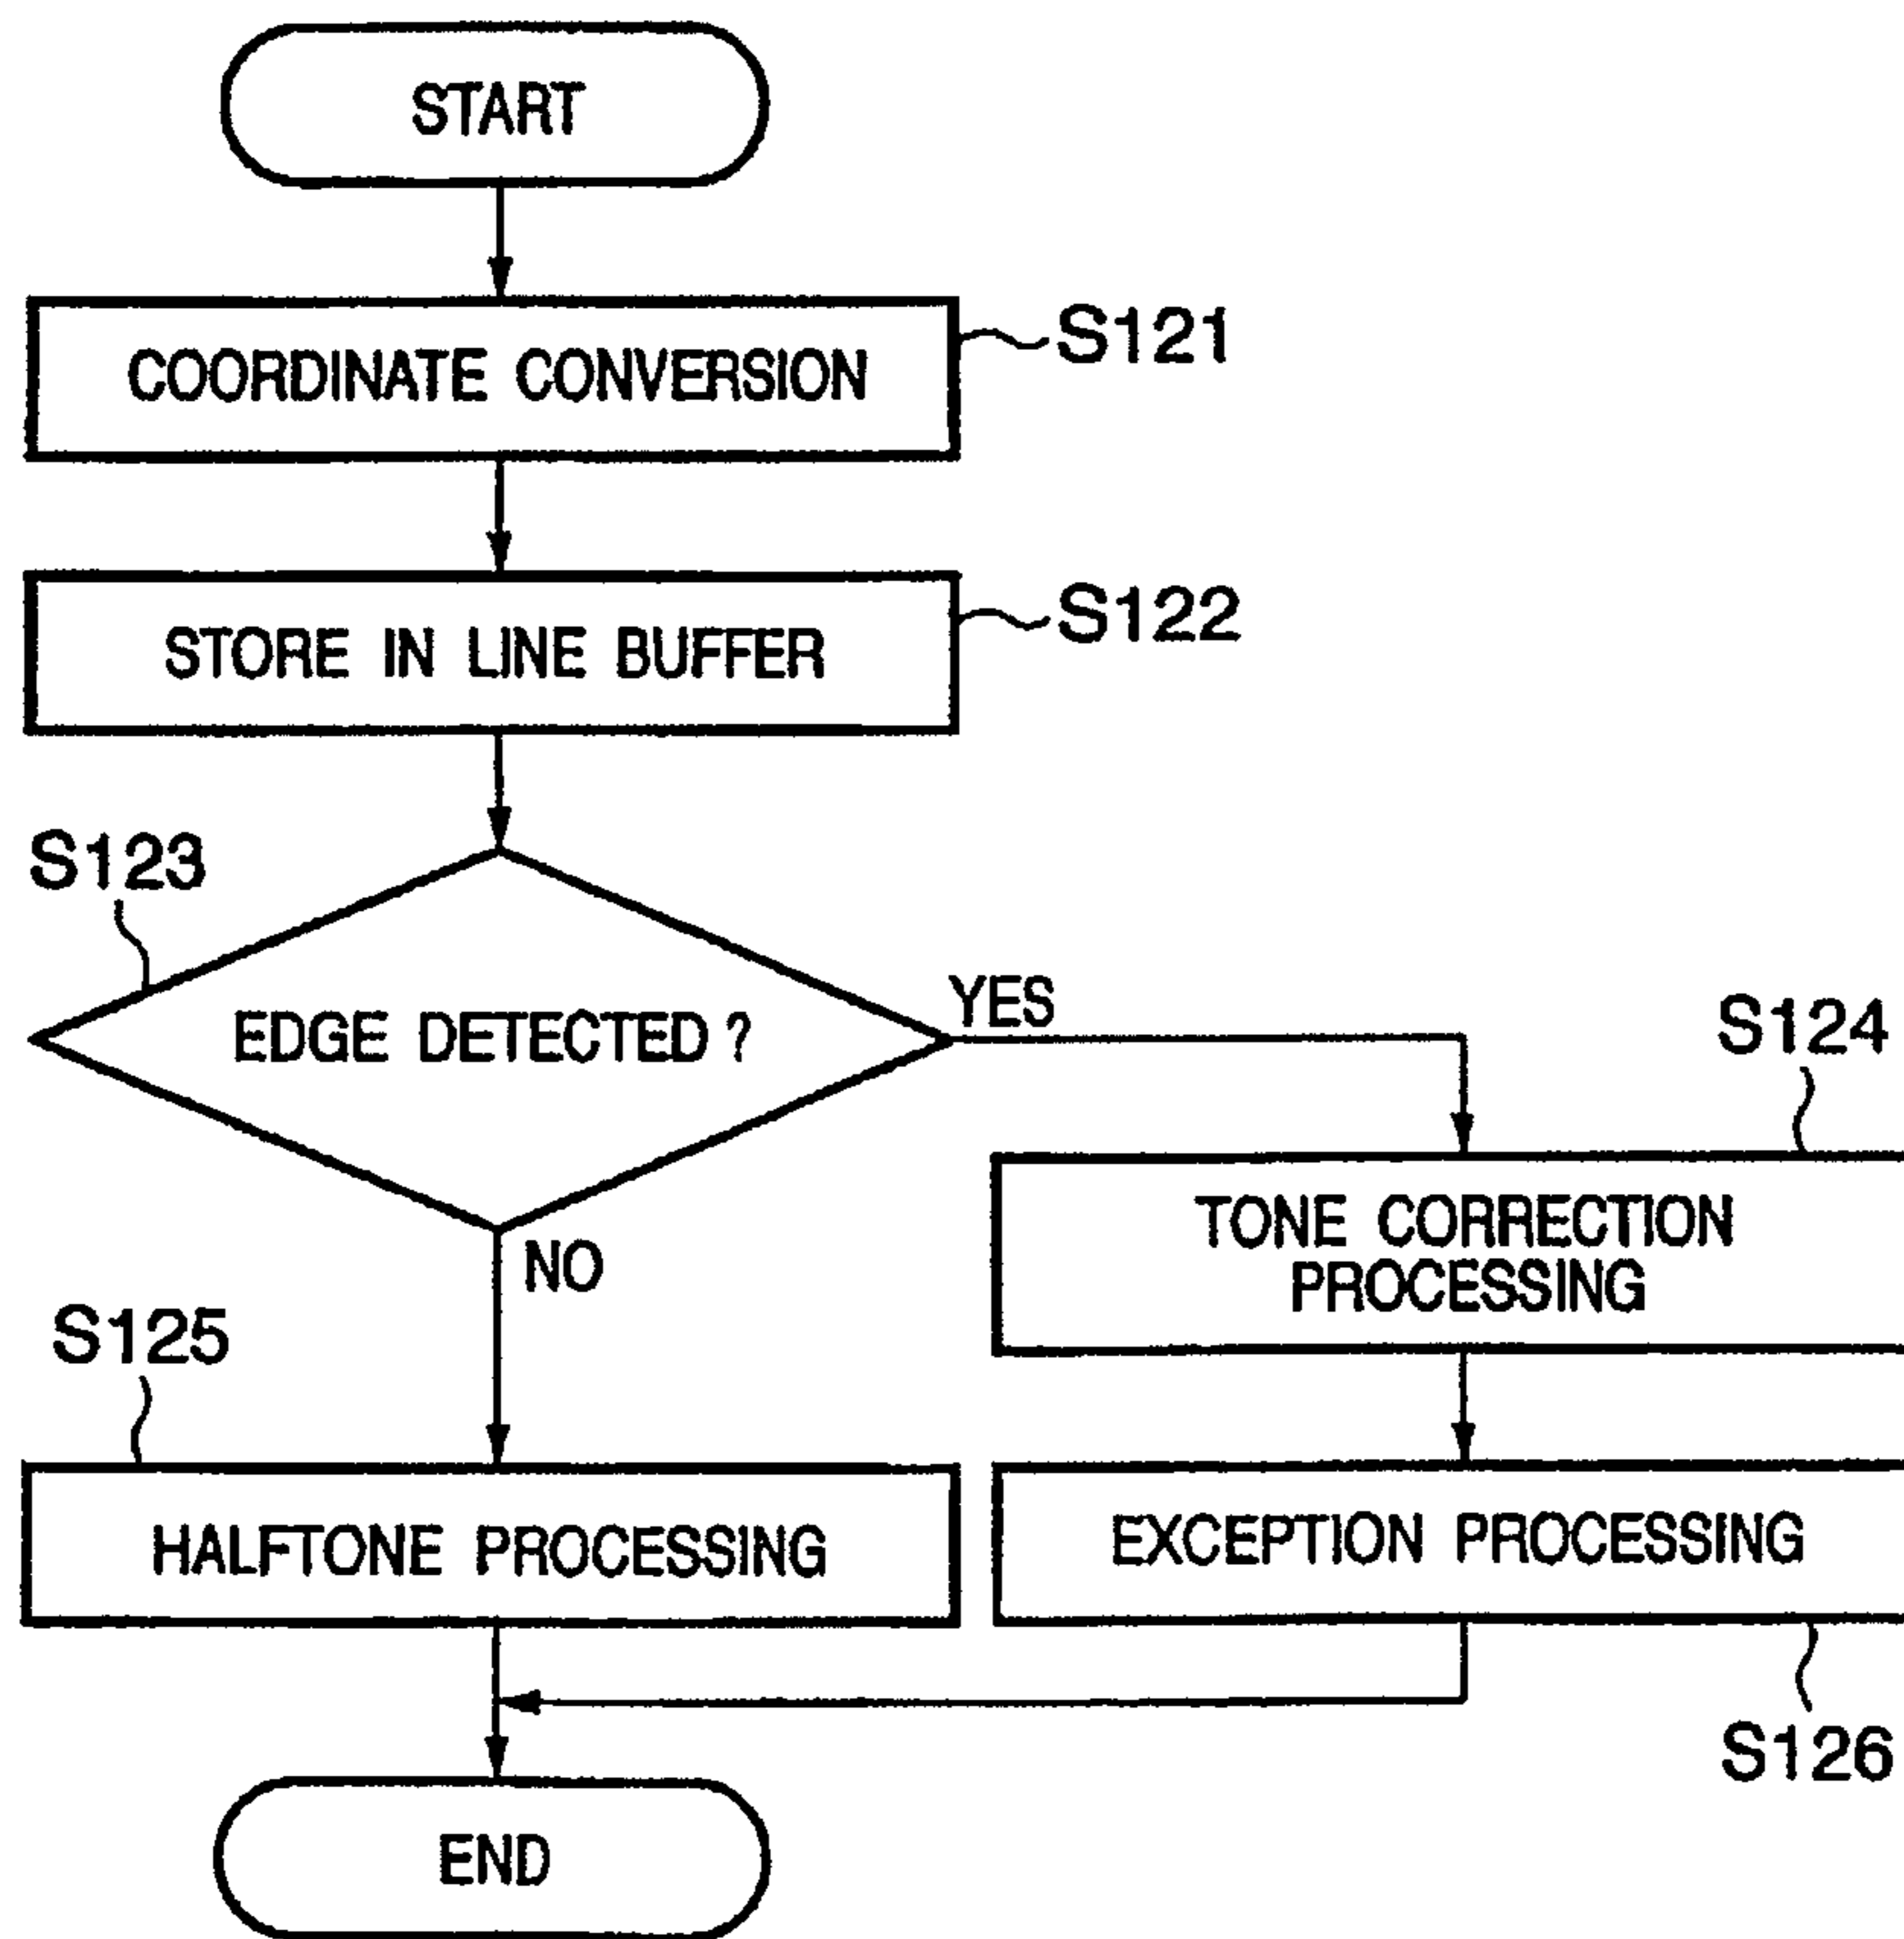 START
COORDINATE CONVERSION
S121
STORE IN LINE BUFFER
S122
S123
EDGE DETECTED ?
YES
NO
S124
TONE CORRECTION
PROCESSING
S125
HALFTONE PROCESSING
EXCEPTION PROCESSING
S126
END